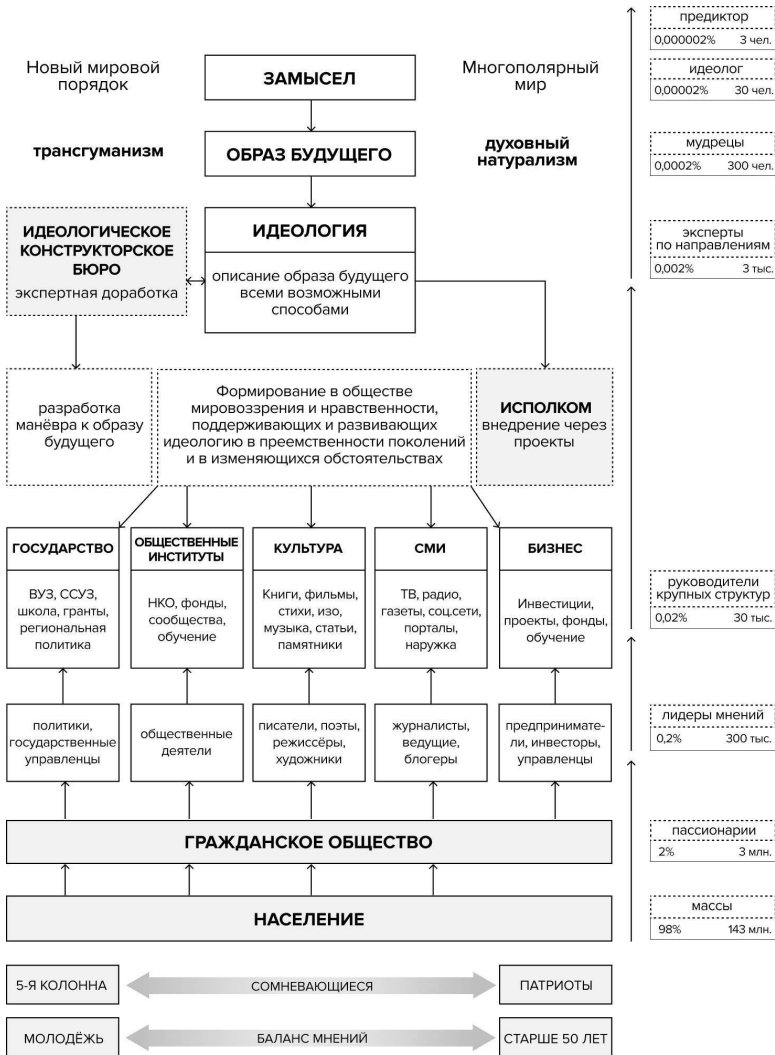 Новый мировой
порядок
трансгуманизм
ЗАМЫСЕЛ
ОБРАЗ БУДУЩЕГО
Многополярный
мир
духовный
натурализм
ИДЕОЛОГИЧЕСКОЕ
КОНСТРУКТОРСКОЕ
БЮРО
экспертная доработка
ИДЕОЛОГИЯ
описание образа будущего
всеми возможными
способами
разработка
манёвра к образу
будущего
Формирование в обществе
мировоззрения и нравственности,
поддерживающих и развивающих
идеологию в преемственности поколений
и в изменяющихся обстоятельствах
ИСПОЛКОМ
внедрение через
проекты
ГОСУДАРСТВО
ВУЗ, ССУЗ,
школа, гранты,
региональная
политика
ОБЩЕСТВЕННЫЕ
ИНСТИТУТЫ
НКО, фонды,
сообщества,
обучение
КУЛЬТУРА
Книги, фильмы,
стихи, изо,
музыка, статьи,
памятники
СМИ
ТВ, радио,
газеты, соц.сети,
порталы,
наружка
БИЗНЕС
Инвестиции,
проекты, фонды,
обучение
политики,
государственные
управленцы
общественные
деятели
писатели, поэты,
режиссёры,
художники
журналисты,
ведущие,
блогеры
предпринимате-
ли, инвесторы,
управленцы
ГРАЖДАНСКОЕ ОБЩЕСТВО
НАСЕЛЕНИЕ
5-Я КОЛОННА СОМНЕВАЮЩИЕСЯ ПАТРИОТЫ
МОЛОДЁЖЬ БАЛАНС МНЕНИЙ СТАРШЕ 50 ЛЕТ
предиктор
0,000002% 3 чел.
идеолог
0,00002% 30 чел.
мудрецы
0,0002% 300 чел.
эксперты
по направлениям
0,002% 3 тыс.
руководители
крупных структур
0,02% 30 тыс.
лидеры мнений
0,2% 300 тыс.
пассионарии
2% 3 млн.
массы
98% 143 млн.